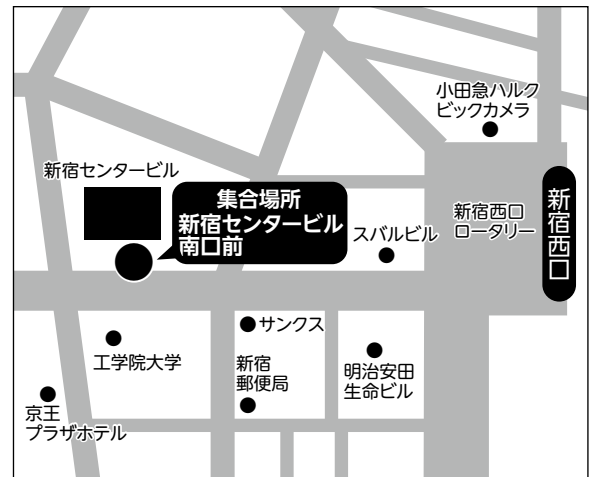 小田急ハルク
ビックカメラ
新宿センタービル
集合場所
新宿センタービル
南口前
スバルビル
新宿西口
ロータリー
新宿西口
サンクス
工学院大学
新宿
郵便局
明治安田
生命ビル
京王
プラザホテル